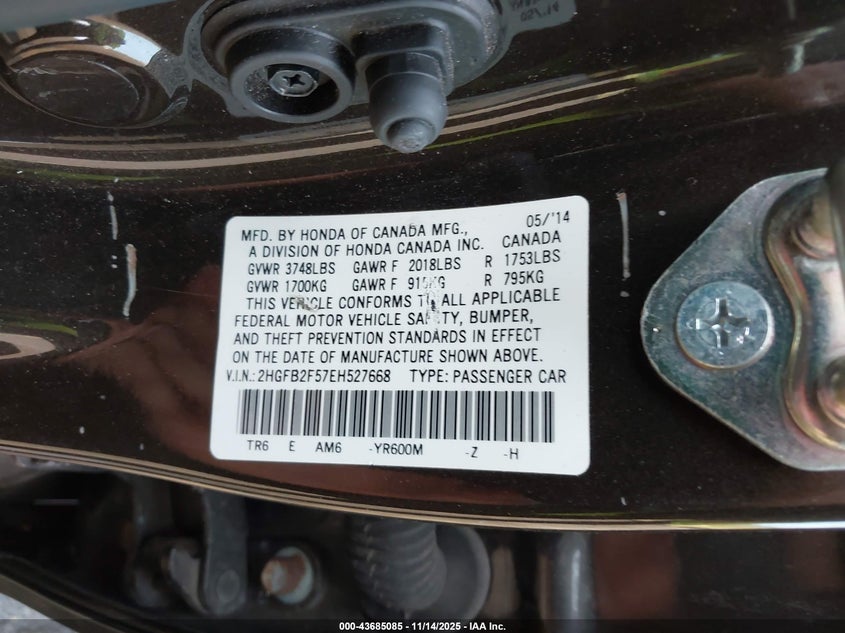 MFD. BY HONDA OF CANADA MFG., 05/'14
A DIVISION OF HONDA CANADA INC. CANADA
GVWR 3748LBS GAWR F 2018LBS R 1753LBS
GVWR 1700KG GAWR F R 795KG
THIS VEHICLE CONFORMS TO ALL APPLICABLE
FEDERAL MOTOR VEHICLE SAFETY, BUMPER,
AND THEFT PREVENTION STANDARDS IN EFFECT
ON THE DATE OF MANUFACTURE SHOWN ABOVE.
V.I.N.: 2HGFB2F57EH527668 TYPE: PASSENGER CAR
TR6 E AM6 -YR600M -Z -H
000-43685085 - 11/14/2025 - IAA Inc.